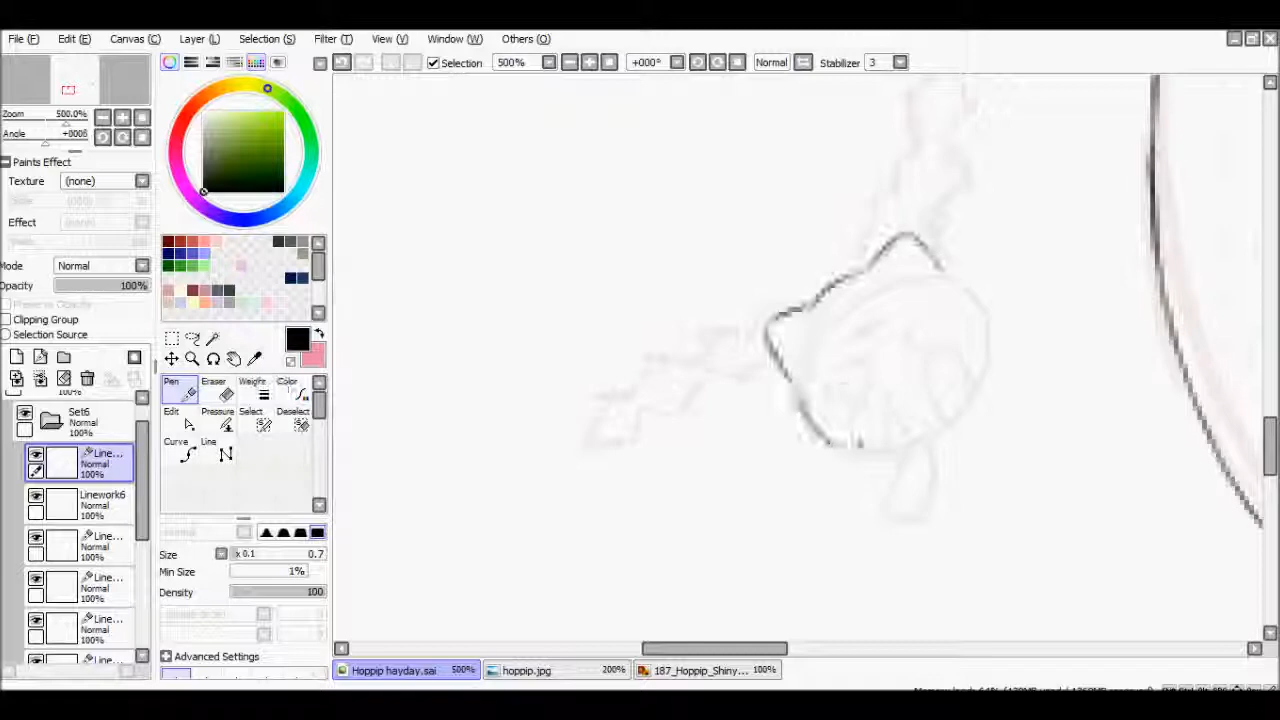 File (F) Edit (E) Canvas (C) Layer (L) Selection (S) Filter (T) View (V) Window (W) Others (O)
Selection 500% +000° Normal Stabilizer 3
Zoom 500.0%
Angle +000δ
Paints Effect
Texture (none)
Effect
Mode Normal
Opacity 100%
Clipping Group
Selection Source
100%
Set6
Normal
100%
Line...
Normal
100%
Linework6
Normal
100%
Line...
Normal
100%
Line...
Normal
100%
Line...
Normal
100%
Line...
Pen Eraser Weight Color
Edit Pressure Select Deselect
Curve Line
Size x 0.1 0.7
Min Size 1%
Density 100
Advanced Settings
Hoppip hayday.sai 500% hoppip.jpg 200% 187_Hoppip_Shiny... 100%